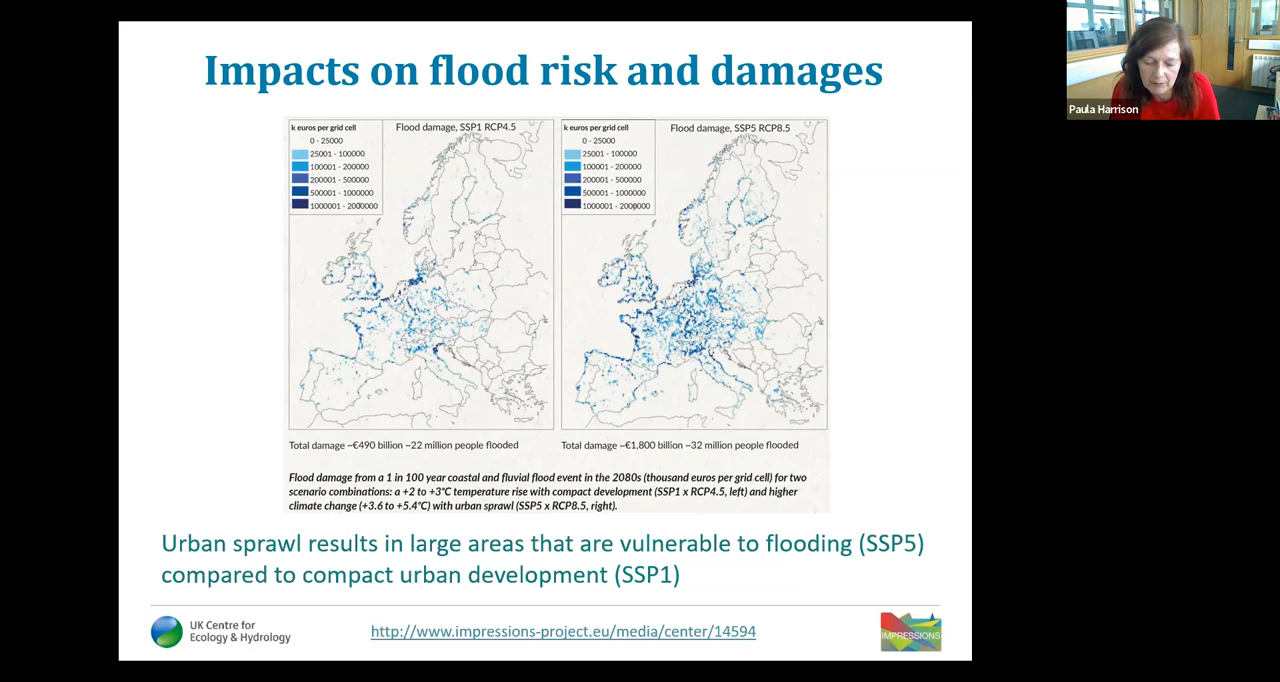 Impacts on flood risk and damages
Paula Harrison
k euros per grid cell
Flood damage, SSP1 RCP4.5
0 - 25000
25001 - 100000
100001 - 200000
200001 - 500000
500001 - 1000000
1000001 - 2000000
k euros per grid cell
Flood damage, SSP5 RCP8.5
0 - 25000
25001 - 100000
100001 - 200000
200001 - 500000
500001 - 1000000
1000001 - 2000000
Total damage ~€490 billion ~22 million people flooded
Total damage ~€1,800 billion ~32 million people flooded
Flood damage from a 1 in 100 year coastal and fluvial flood event in the 2080s (thousand euros per grid cell) for two
scenario combinations: a +2 to +3°C temperature rise with compact development (SSP1 x RCP4.5, left) and higher
climate change (+3.6 to +5.4°C) with urban sprawl (SSP5 x RCP8.5, right).
Urban sprawl results in large areas that are vulnerable to flooding (SSP5)
compared to compact urban development (SSP1)
UK Centre for
Ecology & Hydrology
http://www.impressions-project.eu/media/center/14594
IMPRESSIONS